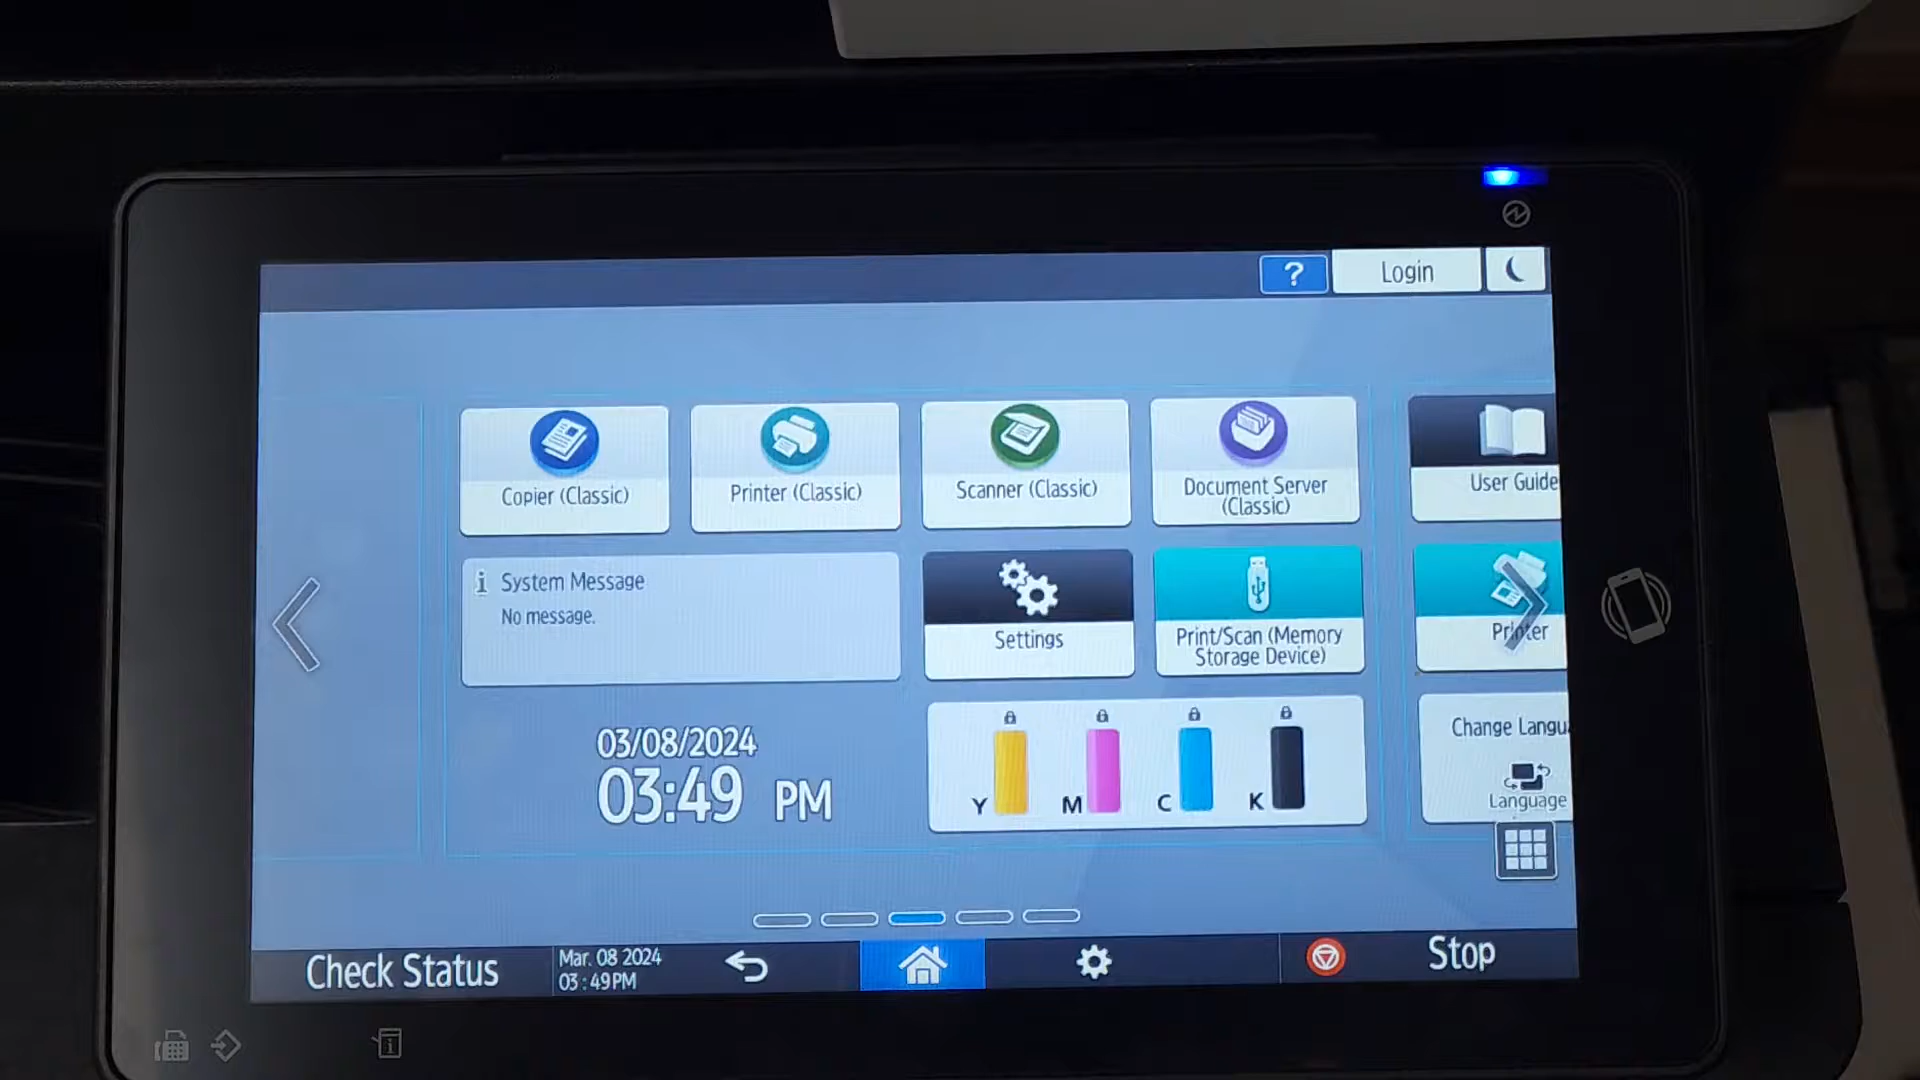 ?
Login
Copier (Classic)
Printer (Classic)
Scanner (Classic)
Document Server
(Classic)
User Guide
i System Message
No message.
Settings
Print/Scan (Memory
Storage Device)
Printer
03/08/2024
03:49 PM
Y M C K
Change Langu
Language
Check Status
Mar. 08 2024
03:49PM
Stop